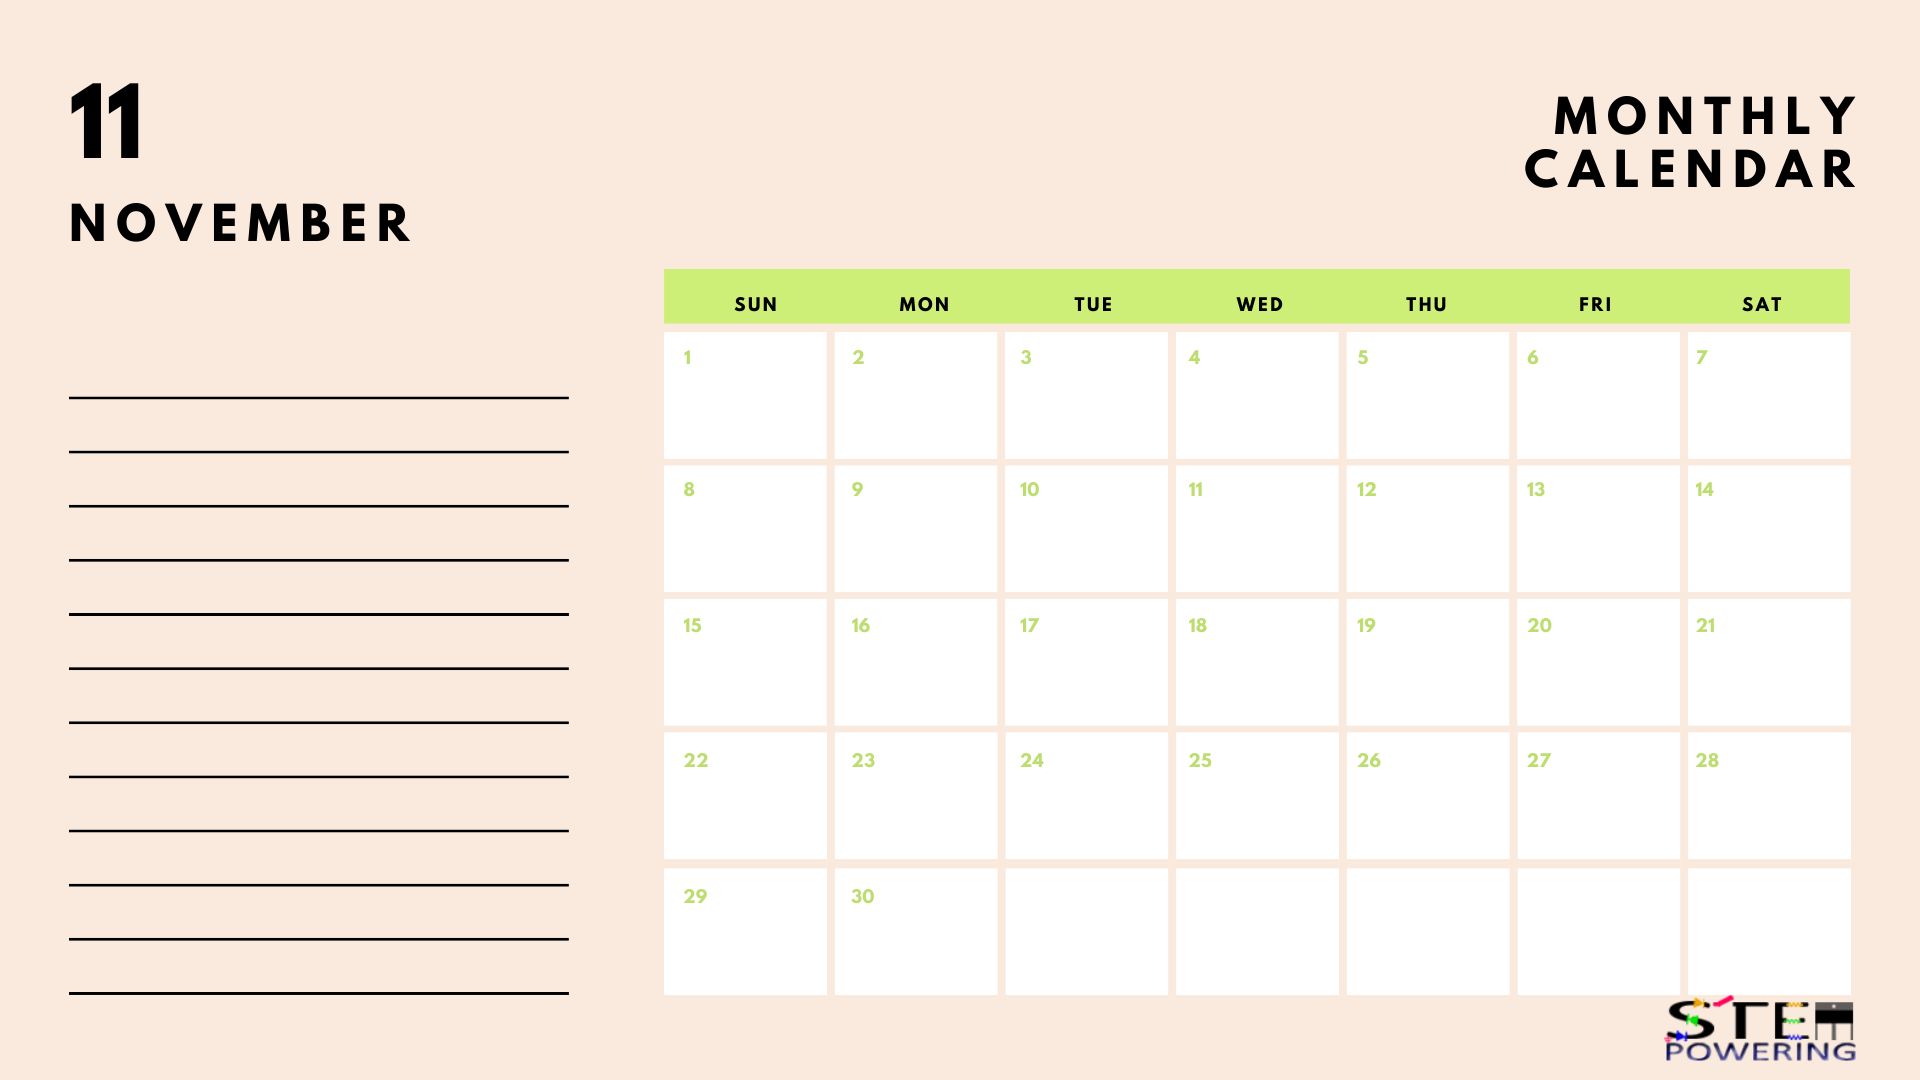 11
NOVEMBER
MONTHLY
CALENDAR
SUN MON TUE WED THU FRI SAT
1 2 3 4 5 6 7
8 9 10 11 12 13 14
15 16 17 18 19 20 21
22 23 24 25 26 27 28
29 30
STEM
POWERING